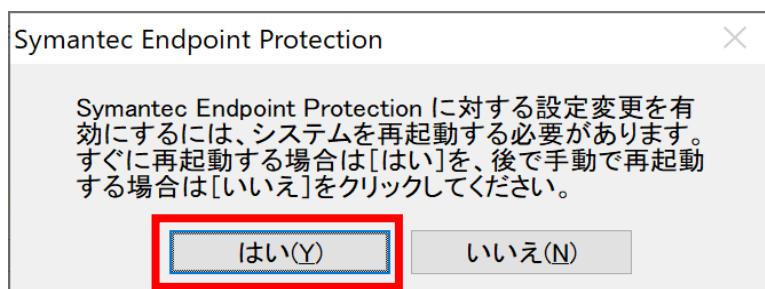 Symantec Endpoint Protection
Symantec Endpoint Protection に対する設定変更を有
効にするには、システムを再起動する必要があります。
すぐに再起動する場合は[はい]を、後で手動で再起動
する場合は[いいえ]をクリックしてください。
はい(Y) いいえ(N)